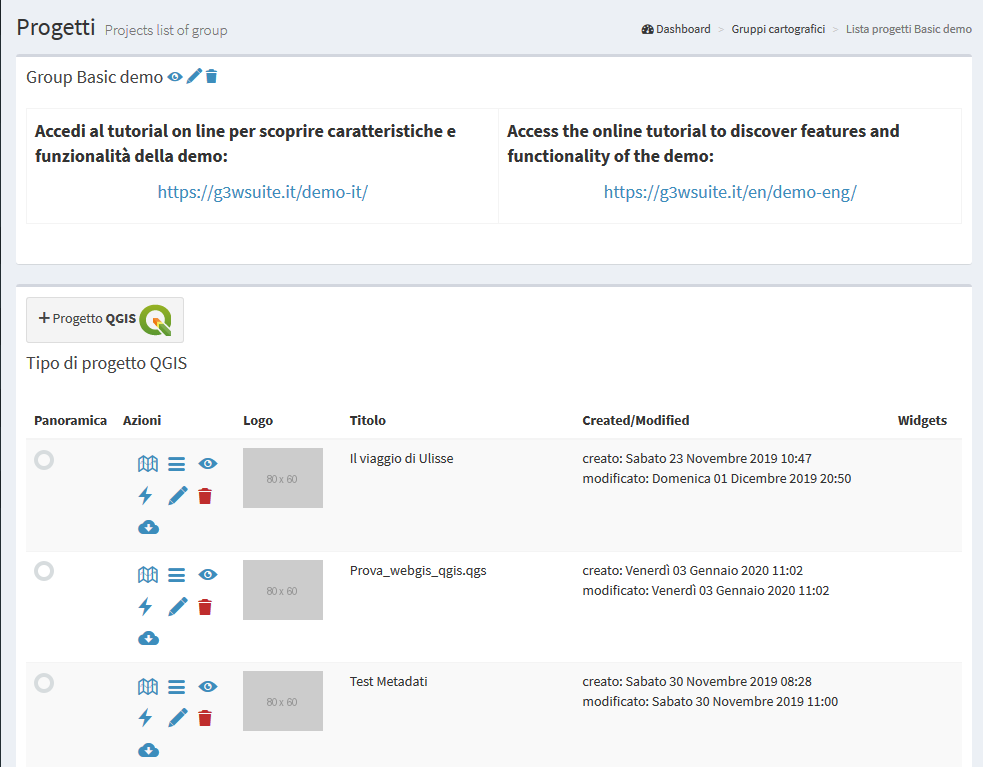 Progetti Projects list of group
Dashboard > Gruppi cartografici > Lista progetti Basic demo
Group Basic demo
Accedi al tutorial on line per scoprire caratteristiche e
funzionalità della demo:
https://g3wsuite.it/demo-it/
Access the online tutorial to discover features and
functionality of the demo:
https://g3wsuite.it/en/demo-eng/
+ Progetto QGIS
Tipo di progetto QGIS
Panoramica Azioni Logo Titolo Created/Modified Widgets
80 x 60
Il viaggio di Ulisse
creato: Sabato 23 Novembre 2019 10:47
modificato: Domenica 01 Dicembre 2019 20:50
80 x 60
Prova_webgis_qgis.qgs
creato: Venerdì 03 Gennaio 2020 11:02
modificato: Venerdì 03 Gennaio 2020 11:02
80 x 60
Test Metadati
creato: Sabato 30 Novembre 2019 08:28
modificato: Sabato 30 Novembre 2019 11:00